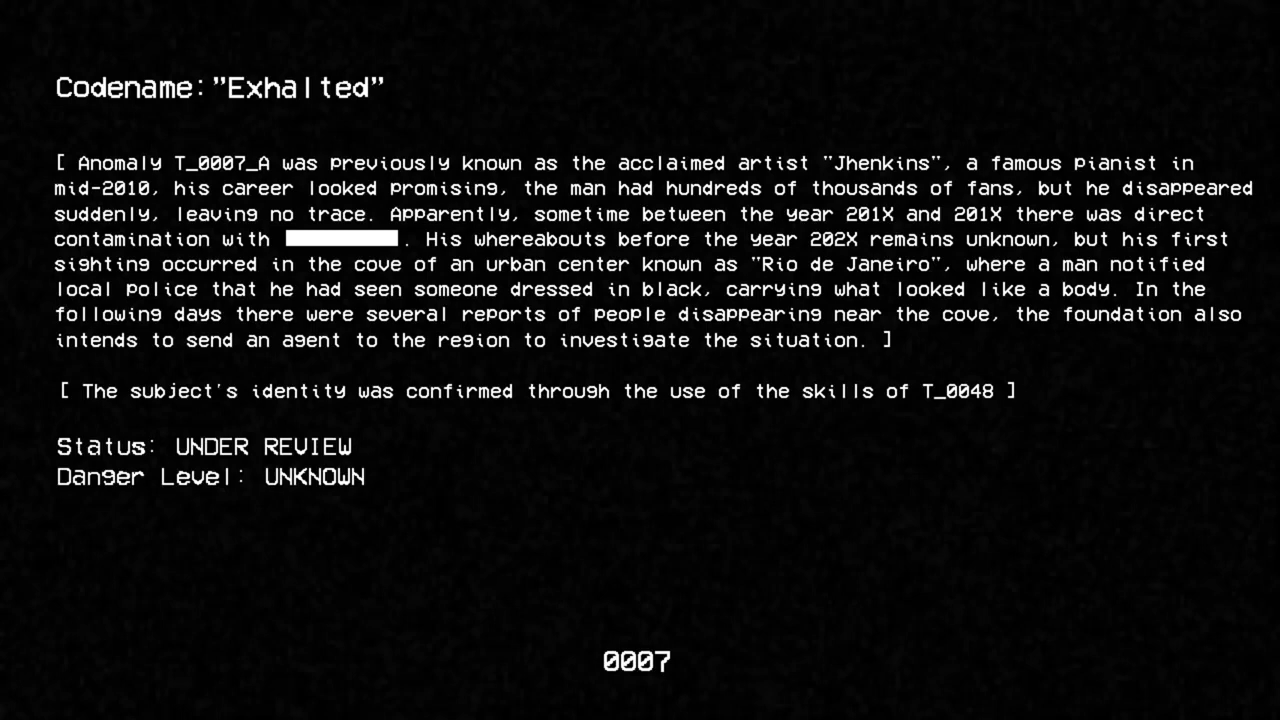 Codename:"Exhalted"
[ Anomaly T_0007_A was previously known as the acclaimed artist "Jhenkins", a famous pianist in
mid-2010, his career looked promising, the man had hundreds of thousands of fans, but he disappeared
suddenly, leaving no trace. Apparently, sometime between the year 201X and 201X there was direct
contamination with . His whereabouts before the year 202X remains unknown, but his first
sighting occurred in the cove of an urban center known as "Rio de Janeiro", where a man notified
local police that he had seen someone dressed in black, carrying what looked like a body. In the
following days there were several reports of people disappearing near the cove, the foundation also
intends to send an agent to the region to investigate the situation. ]
[ The subject's identity was confirmed through the use of the skills of T_0048 ]
Status: UNDER REVIEW
Danger Level: UNKNOWN
0007